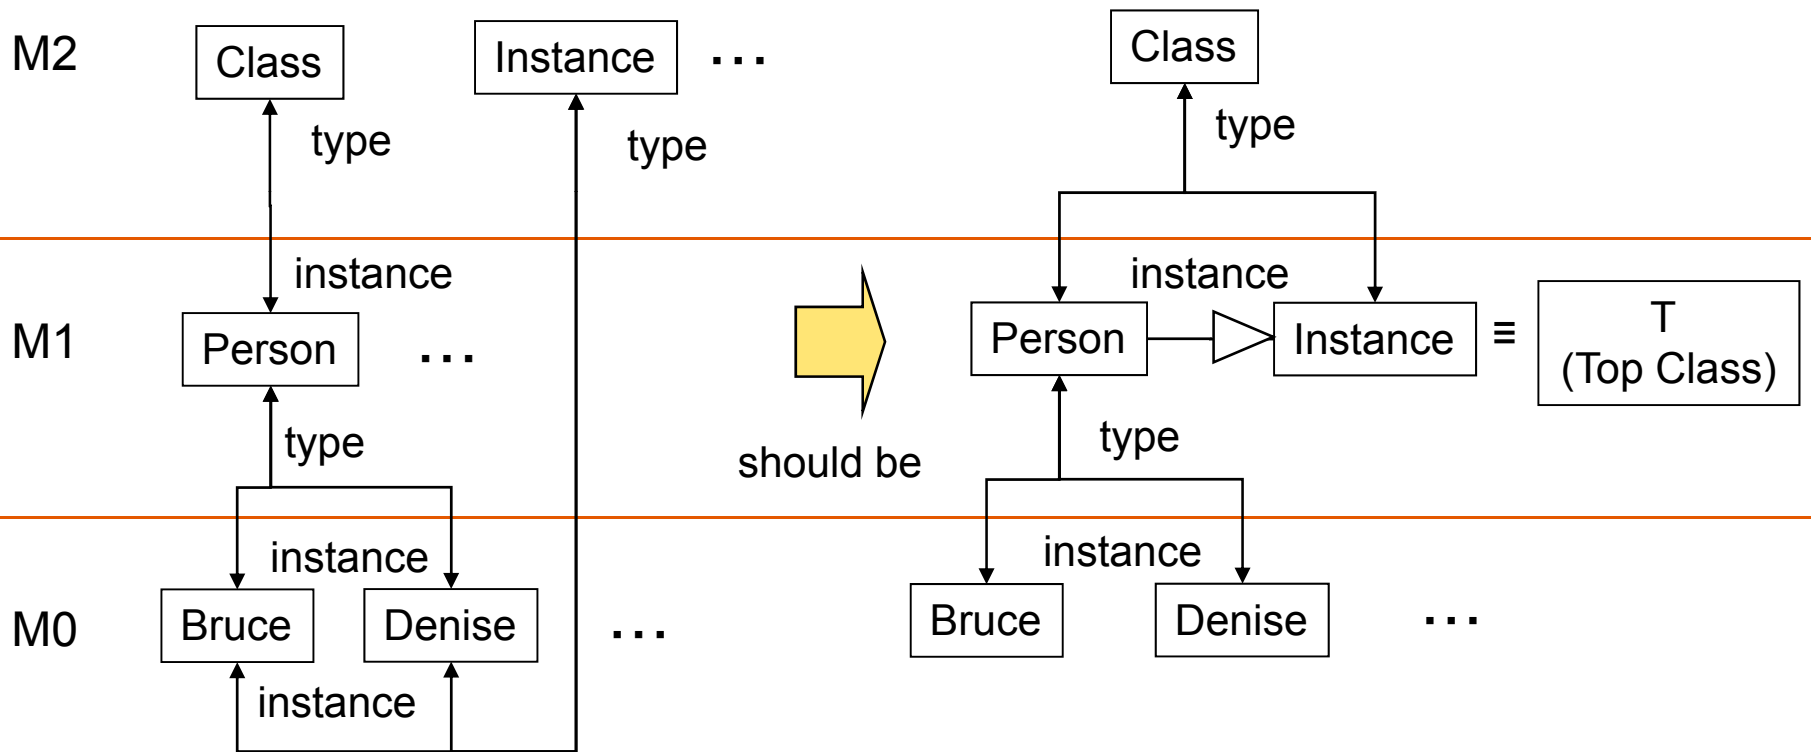 M2
Class
Instance
...
Class
type
type
type
instance
instance
M1
Person
...
Person
Instance
≡
T
(Top Class)
type
should be
type
instance
instance
M0
Bruce
Denise
...
Bruce
Denise
...
instance